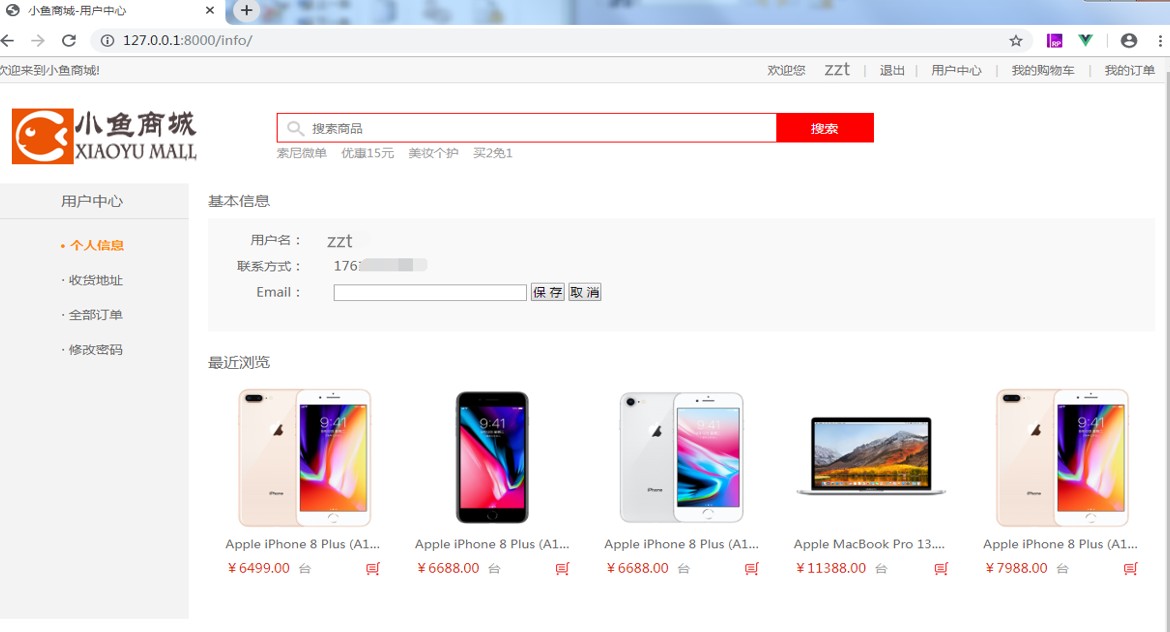 小鱼商城-用户中心
127.0.0.1:8000/info/
欢迎来到小鱼商城!
欢迎您 zzt | 退出 | 用户中心 | 我的购物车 | 我的订单
小鱼商城
XIAOYU MALL
搜索商品 搜索
索尼微单 优惠15元 美妆个护 买2免1
用户中心
· 个人信息
· 收货地址
· 全部订单
· 修改密码
基本信息
用户名： zzt
联系方式： 176
Email： 保 存 取 消
最近浏览
9:41 9:41 9:41 9:41
iPhone iPhone iPhone
Apple iPhone 8 Plus (A1... Apple iPhone 8 Plus (A1... Apple iPhone 8 Plus (A1... Apple MacBook Pro 13.... Apple iPhone 8 Plus (A1...
￥6499.00 台 ￥6688.00 台 ￥6688.00 台 ￥11388.00 台 ￥7988.00 台